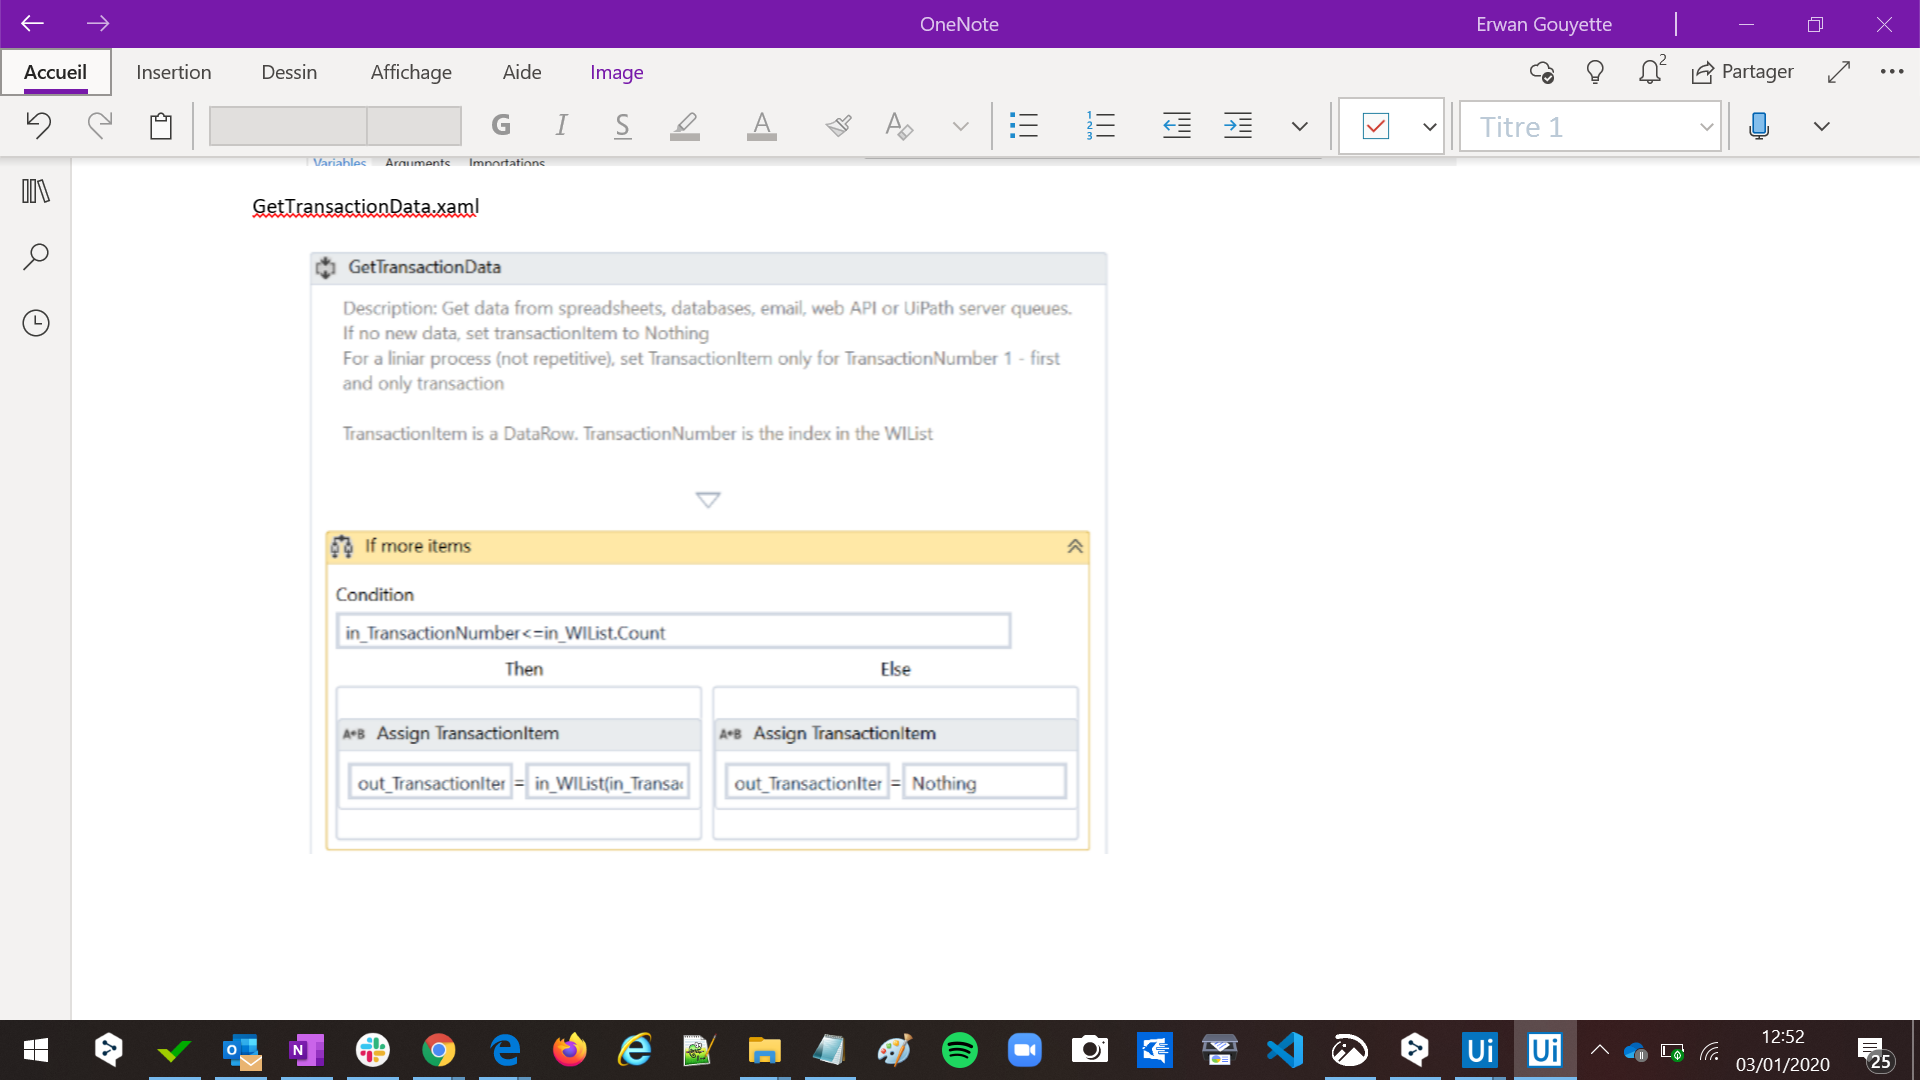 OneNote
Erwan Gouyette
Accueil Insertion Dessin Affichage Aide Image
2
Partager
G I S A A
Titre 1
Variables Arguments Importations
GetTransactionData.xaml
GetTransactionData
Description: Get data from spreadsheets, databases, email, web API or UiPath server queues.
If no new data, set transactionItem to Nothing
For a liniar process (not repetitive), set TransactionItem only for TransactionNumber 1 - first
and only transaction
TransactionItem is a DataRow. TransactionNumber is the index in the WIList
If more items
Condition
in_TransactionNumber<=in_WIList.Count
Then Else
A+B Assign TransactionItem A+B Assign TransactionItem
out_TransactionIter = in_WIList(in_Transac out_TransactionIter = Nothing
12:52
03/01/2020
25